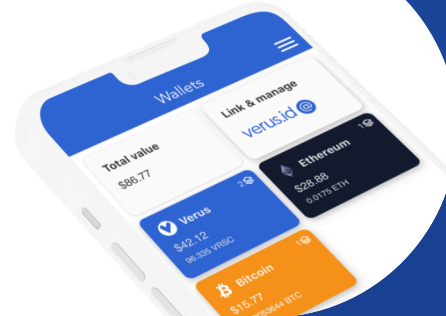 Wallets
Total value
$86.77
Link & manage
verus.id@
Verus
2
$42.12
96.335 VRSC
Ethereum
1
$28.88
0.0175 ETH
Bitcoin
1
$15.77
BTC